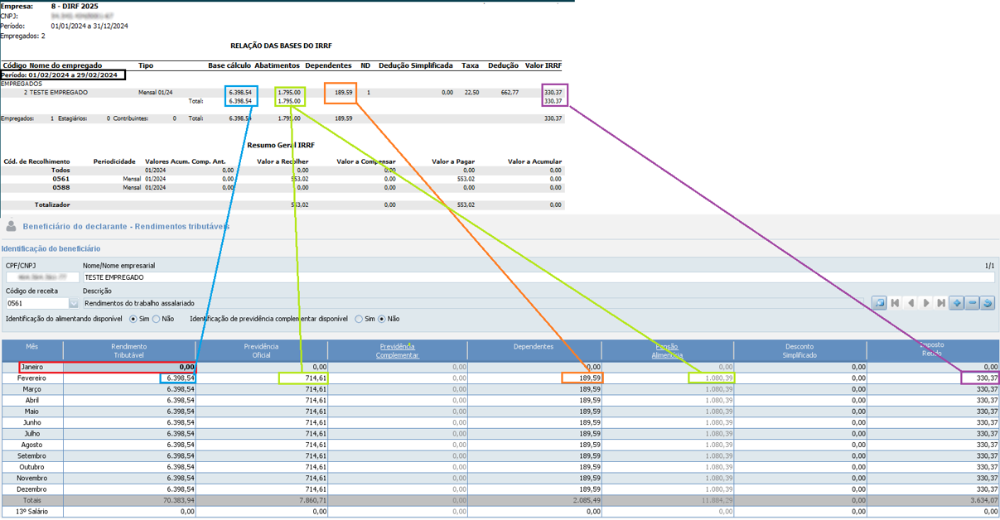 Empresa: 8 - DIRF 2025
CNPJ:
Período: 01/01/2024 a 31/12/2024
Empregados: 2
RELAÇÃO DAS BASES DO IRRF
Código Nome do empregado Tipo Base cálculo Abatimentos Dependentes ND Dedução Simplificada Taxa Dedução Valor IRRF
Período: 01/02/2024 a 29/02/2024
EMPREGADOS
2 TESTE EMPREGADO Mensal 01/24 6.398,54 1.795,00 189,59 1 0,00 22,50 662,77 330,37
Total: 6.398,54 1.795,00 330,37
Empregados: 1 Estagiários: 0 Contribuintes: 0 Total: 6.398,54 1.795,00 189,59 330,37
Resumo Geral IRRF
Cód. de Recolhimento Periodicidade Valores Acum. Comp. Ant. Valor a Recolher Valor a Compensar Valor a Pagar Valor a Acumular
Todos 01/2024 0,00 0,00 0,00 0,00 0,00
0561 Mensal 01/2024 0,00 553,02 0,00 553,02 0,00
0588 Mensal 01/2024 0,00 0,00 0,00 0,00 0,00
Totalizador 553,02 0,00 553,02 0,00
Beneficiário do declarante - Rendimentos tributáveis
Identificação do beneficiário
CPF/CNPJ Nome/Nome empresarial 1/1
TESTE EMPREGADO
Código de receita Descrição
0561 Rendimentos do trabalho assalariado
Identificação do alimentando disponível Sim Não Identificação de previdência complementar disponível Sim Não
Mês Rendimento Previdência Previdência Dependentes Pensão Desconto Imposto
Tributável Oficial Complementar Alimentícia Simplificado Retido
Janeiro 0,00 0,00 0,00 0,00 0,00 0,00 0,00
Fevereiro 6.398,54 714,61 0,00 189,59 1.080,39 0,00 330,37
Março 6.398,54 714,61 0,00 189,59 1.080,39 0,00 330,37
Abril 6.398,54 714,61 0,00 189,59 1.080,39 0,00 330,37
Maio 6.398,54 714,61 0,00 189,59 1.080,39 0,00 330,37
Junho 6.398,54 714,61 0,00 189,59 1.080,39 0,00 330,37
Julho 6.398,54 714,61 0,00 189,59 1.080,39 0,00 330,37
Agosto 6.398,54 714,61 0,00 189,59 1.080,39 0,00 330,37
Setembro 6.398,54 714,61 0,00 189,59 1.080,39 0,00 330,37
Outubro 6.398,54 714,61 0,00 189,59 1.080,39 0,00 330,37
Novembro 6.398,54 714,61 0,00 189,59 1.080,39 0,00 330,37
Dezembro 6.398,54 714,61 0,00 189,59 1.080,39 0,00 330,37
Totais 70.383,94 7.860,71 0,00 2.085,49 11.884,29 0,00 3.634,07
13º Salário 0,00 0,00 0,00 0,00 0,00 0,00 0,00